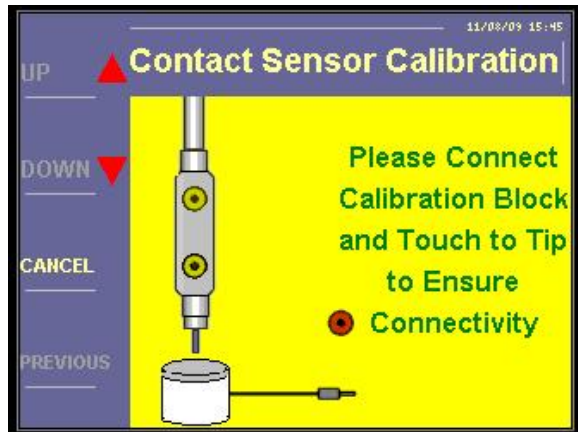 11/08/09 15:45
Contact Sensor Calibration
UP
DOWN
CANCEL
PREVIOUS
Please Connect
Calibration Block
and Touch to Tip
to Ensure
Connectivity